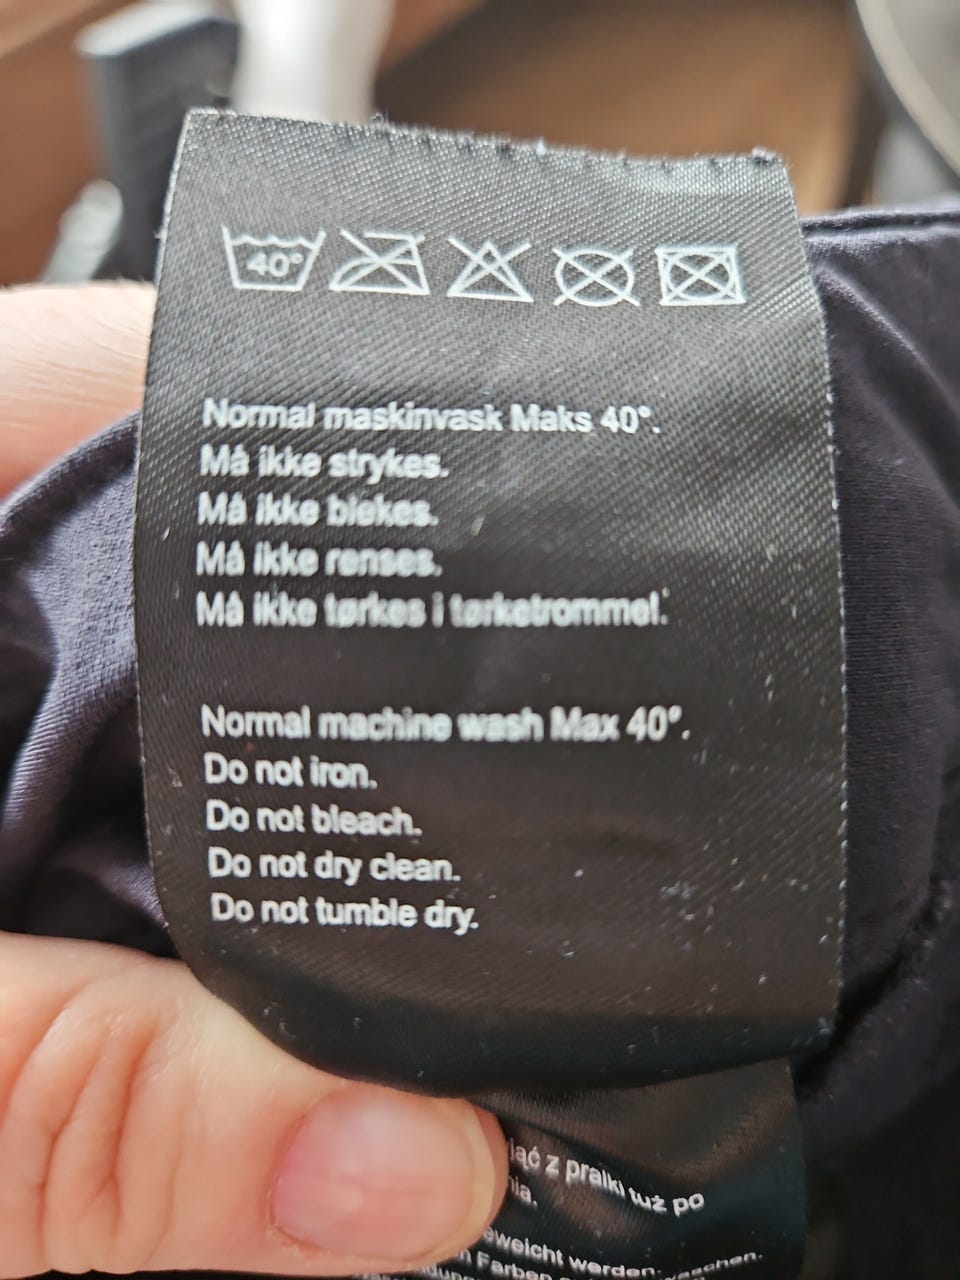 40°
Normal maskinvask Maks 40°.
Må ikke strykes.
Må ikke blekes.
Må ikke renses.
Må ikke tørkes i tørketrommel.
Normal machine wash Max 40°.
Do not iron.
Do not bleach.
Do not dry clean.
Do not tumble dry.
z pralki tuż po
werden.
Farben